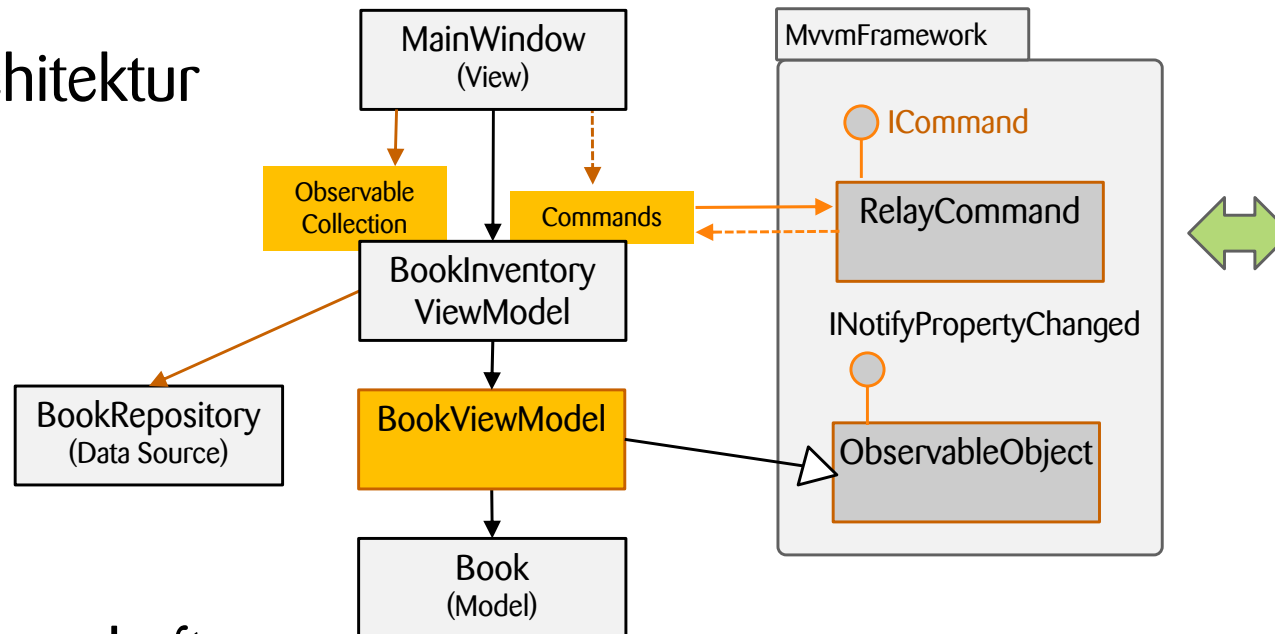 hitektur
MainWindow
(View)
MvvmFramework
ICommand
Observable
Collection
Commands
RelayCommand
BookInventory
ViewModel
INotifyPropertyChanged
BookRepository
(Data Source)
BookViewModel
ObservableObject
Book
(Model)